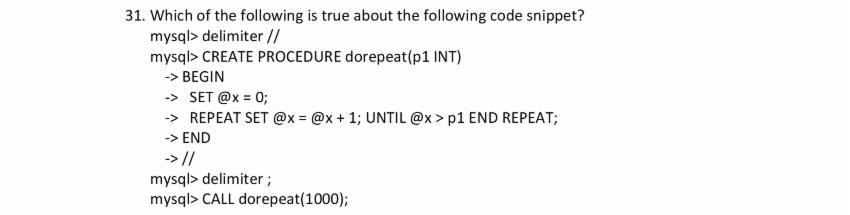 31. Which of the following is true about the following code snippet?
mysql> delimiter //
mysql> CREATE PROCEDURE dorepeat(p1 INT)
-> BEGIN
-> SET @x = 0;
-> REPEAT SET @x = @x + 1; UNTIL @x > p1 END REPEAT;
-> END
-> //
mysql> delimiter ;
mysql> CALL dorepeat(1000);